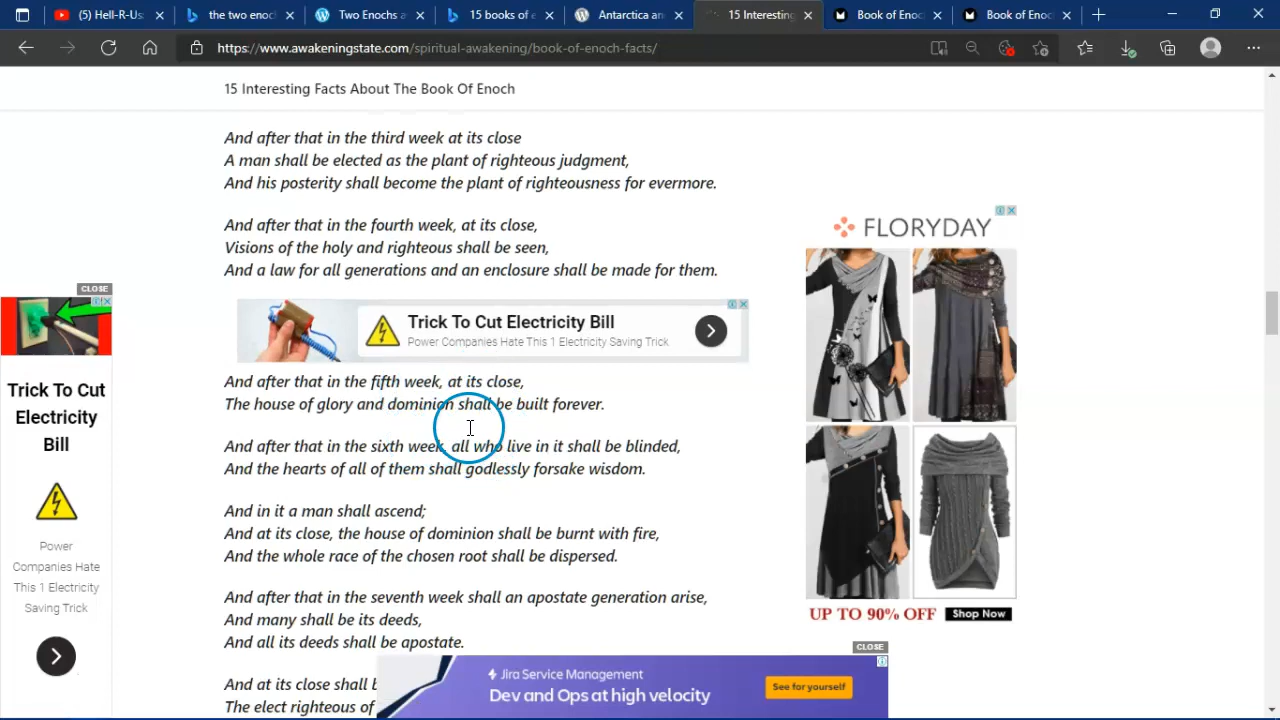 (5) Hell-R-Us
the two enoc
Two Enochs a
15 books of e
Antarctica an
15 Interesting
Book of Enoc
Book of Enoc
https://www.awakeningstate.com/spiritual-awakening/book-of-enoch-facts/
15 Interesting Facts About The Book Of Enoch
And after that in the third week at its close
A man shall be elected as the plant of righteous judgment,
And his posterity shall become the plant of righteousness for evermore.
And after that in the fourth week, at its close,
Visions of the holy and righteous shall be seen,
And a law for all generations and an enclosure shall be made for them.
Trick To Cut Electricity Bill
Power Companies Hate This 1 Electricity Saving Trick
And after that in the fifth week, at its close,
The house of glory and dominion shall be built forever.
And after that in the sixth week, all who live in it shall be blinded,
And the hearts of all of them shall godlessly forsake wisdom.
And in it a man shall ascend;
And at its close, the house of dominion shall be burnt with fire,
And the whole race of the chosen root shall be dispersed.
And after that in the seventh week shall an apostate generation arise,
And many shall be its deeds,
And all its deeds shall be apostate.
And at its close shall b
The elect righteous of
CLOSE
Trick To Cut
Electricity
Bill
Power
Companies Hate
This 1 Electricity
Saving Trick
FLORYDAY
UP TO 90% OFF
Shop Now
CLOSE
Jira Service Management
Dev and Ops at high velocity
See for yourself